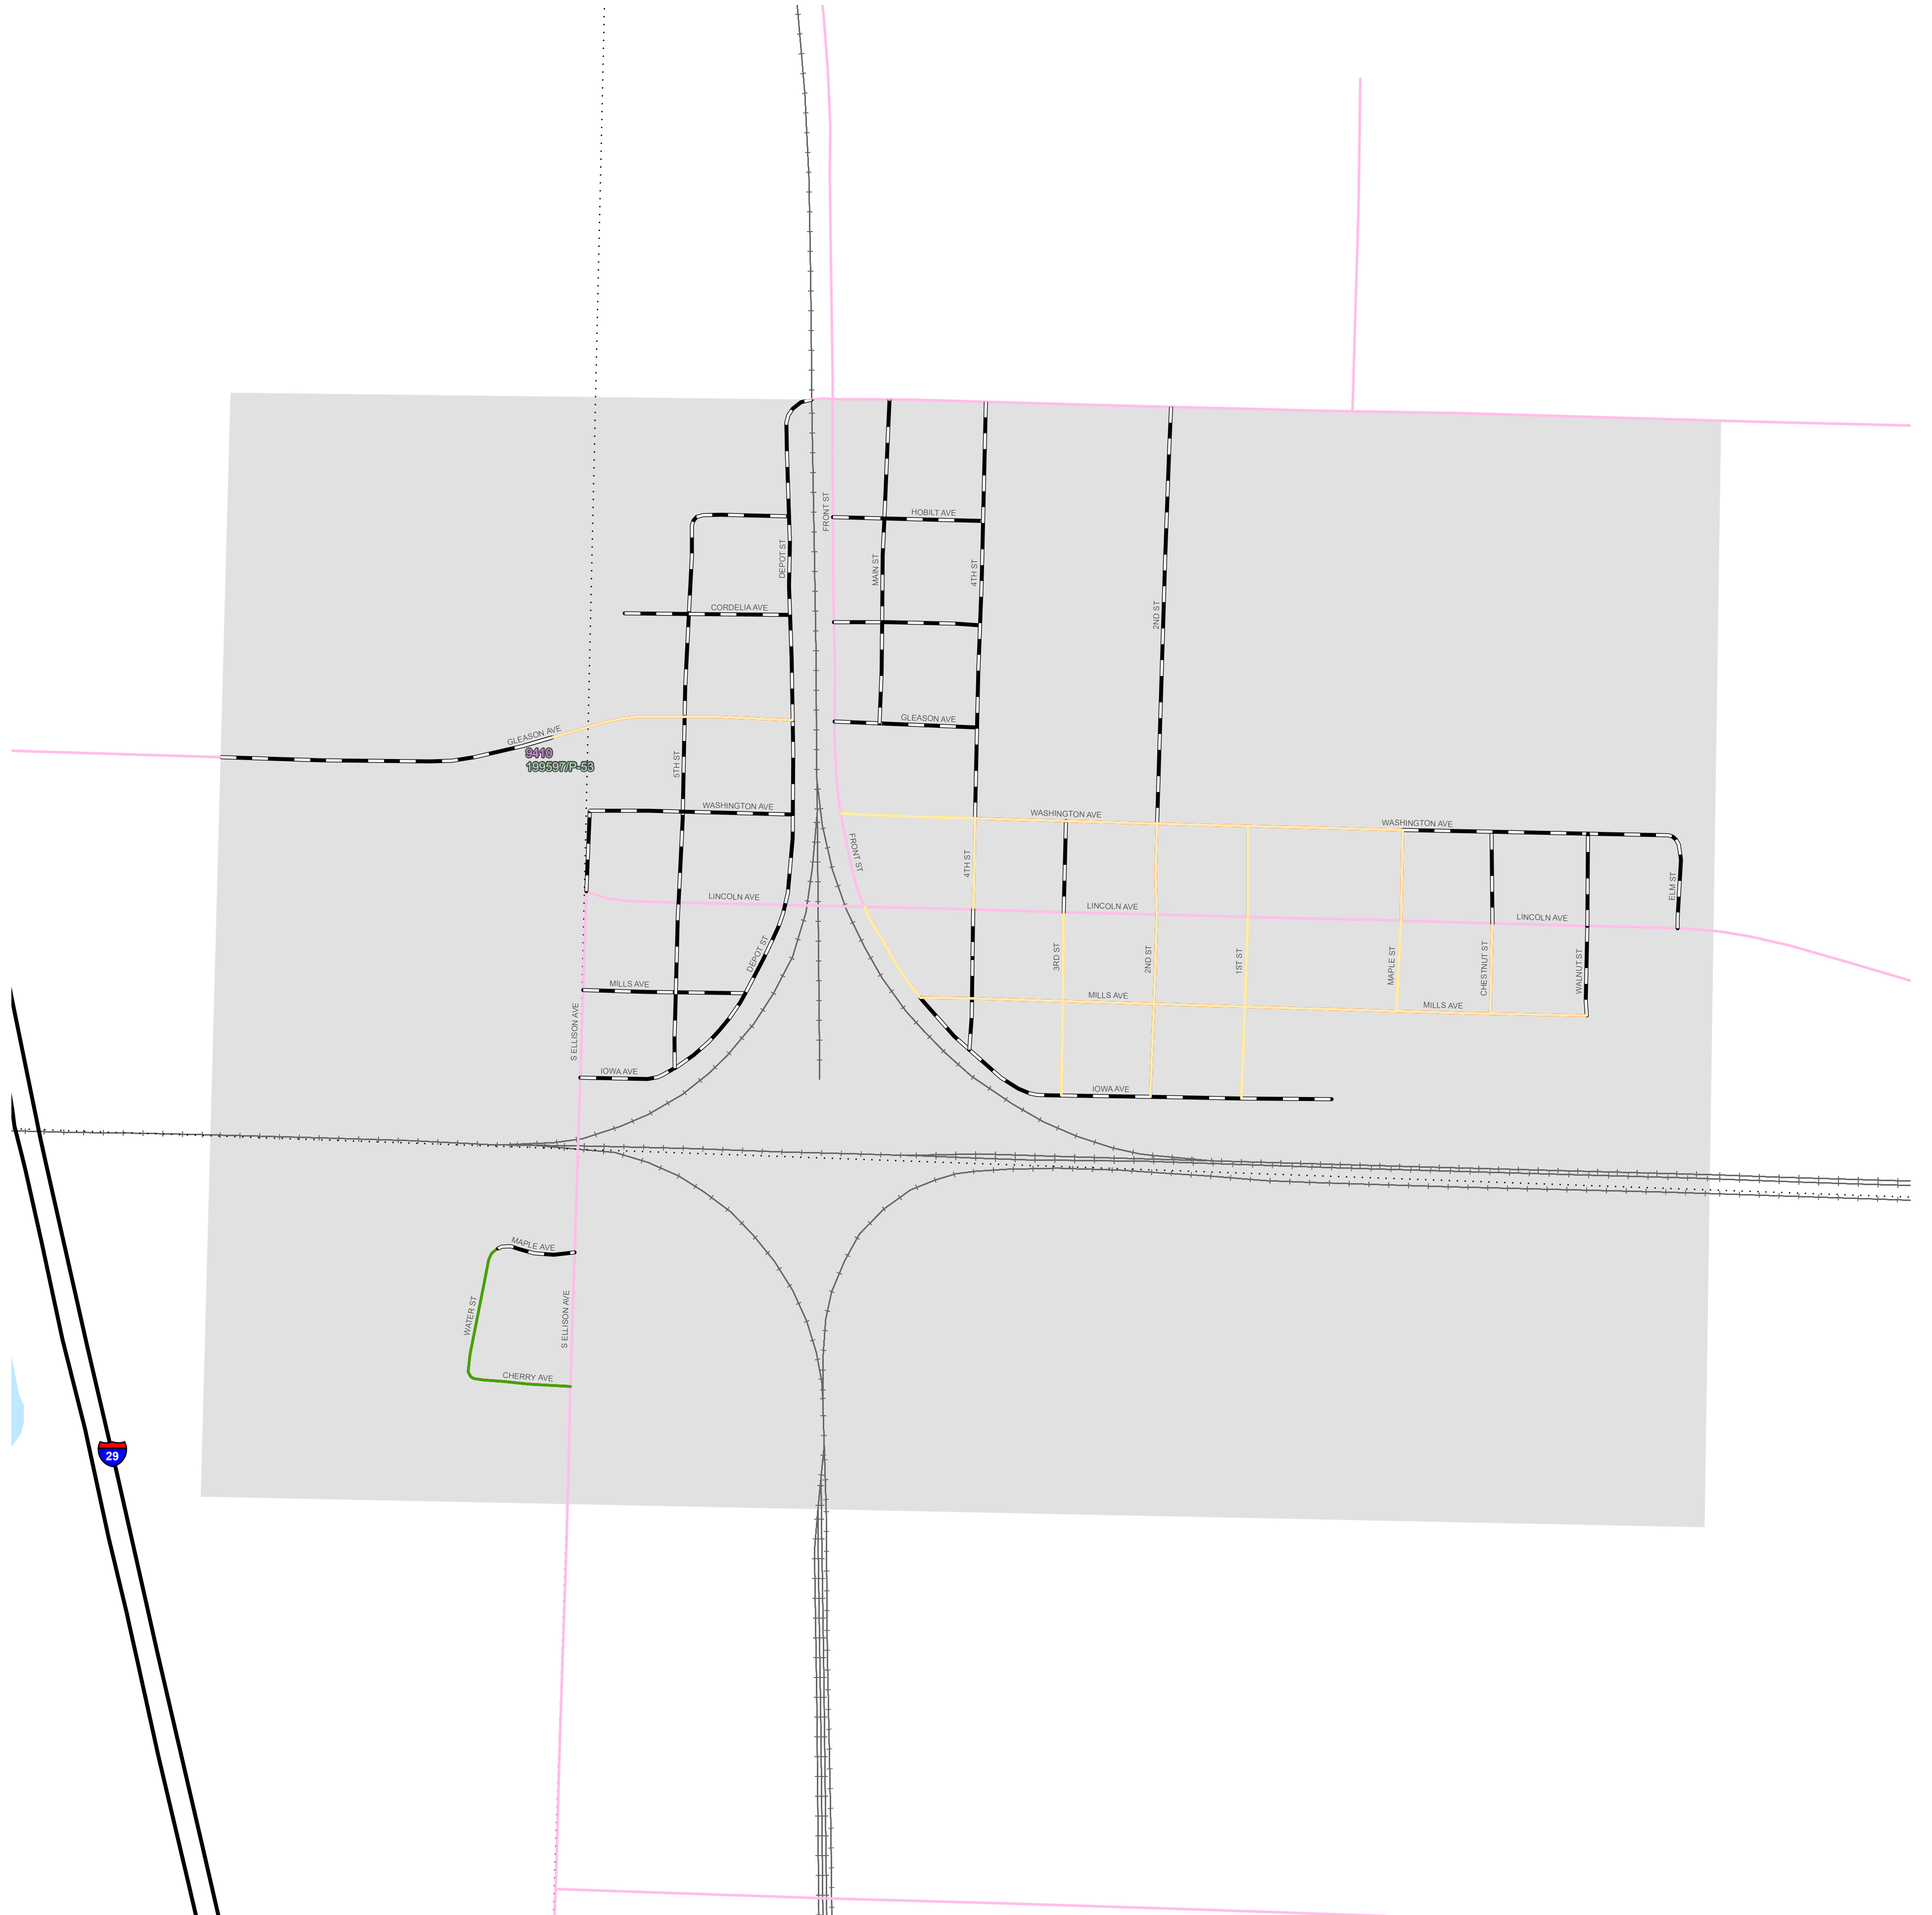 FRONT ST
HOBILT AVE
DEPOT ST
MAIN ST
4TH ST
CORDELIA AVE
2ND ST
GLEASON AVE
GLEASON AVE
9410
199597/P-53
5TH ST
WASHINGTON AVE
WASHINGTON AVE
WASHINGTON AVE
FRONT ST
4TH ST
ELM ST
LINCOLN AVE
LINCOLN AVE
LINCOLN AVE
DEPOT ST
3RD ST
2ND ST
1ST ST
MAPLE ST
CHESTNUT ST
WALNUT ST
MILLS AVE
MILLS AVE
MILLS AVE
S ELLISON AVE
IOWA AVE
IOWA AVE
MAPLE AVE
WATER ST
S ELLISON AVE
CHERRY AVE
29